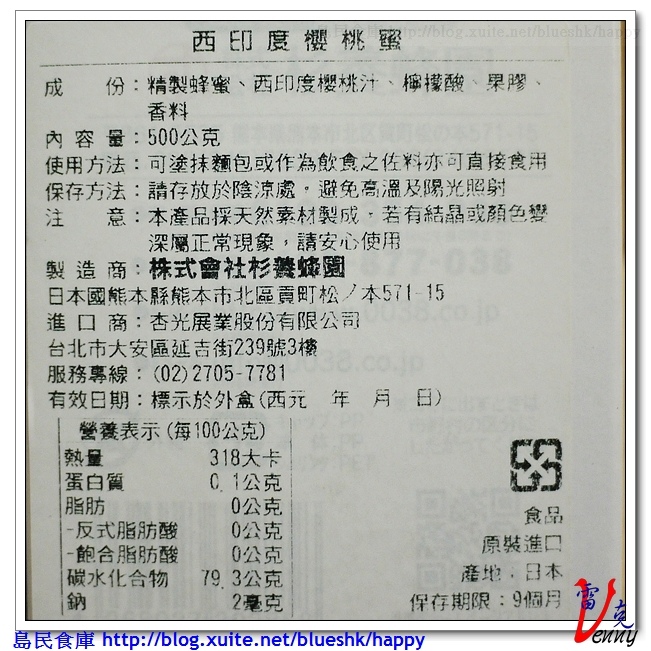 島民食庫 http://blog.xuite.net/blueshk/happy
西印度櫻桃蜜
成　份：精製蜂蜜、西印度櫻桃汁、檸檬酸、果膠、
香料
內容量：500公克
使用方法：可塗抹麵包或作為飲食之佐料亦可直接食用
保存方法：請存放於陰涼處，避免高溫及陽光照射
注　意：本產品採天然素材製成，若有結晶或顏色變
深屬正常現象，請安心使用
製造商：株式會社杉養蜂園
日本國熊本縣熊本市北區貢町松ノ本571-15
進口商：杏光展業股份有限公司
台北市大安區延吉街239號3樓
服務專線：(02)2705-7781
有效日期：標示於外盒(西元　年　月　日)
營養表示(每100公克)
熱量　318大卡
蛋白質　0.1公克
脂肪　0公克
-反式脂肪酸　0公克
-飽合脂肪酸　0公克
碳水化合物　79.3公克
鈉　2毫克
食品
原裝進口
產地：日本
保存期限：9個月
雷克
Venny
島民食庫 http://blog.xuite.net/blueshk/happy